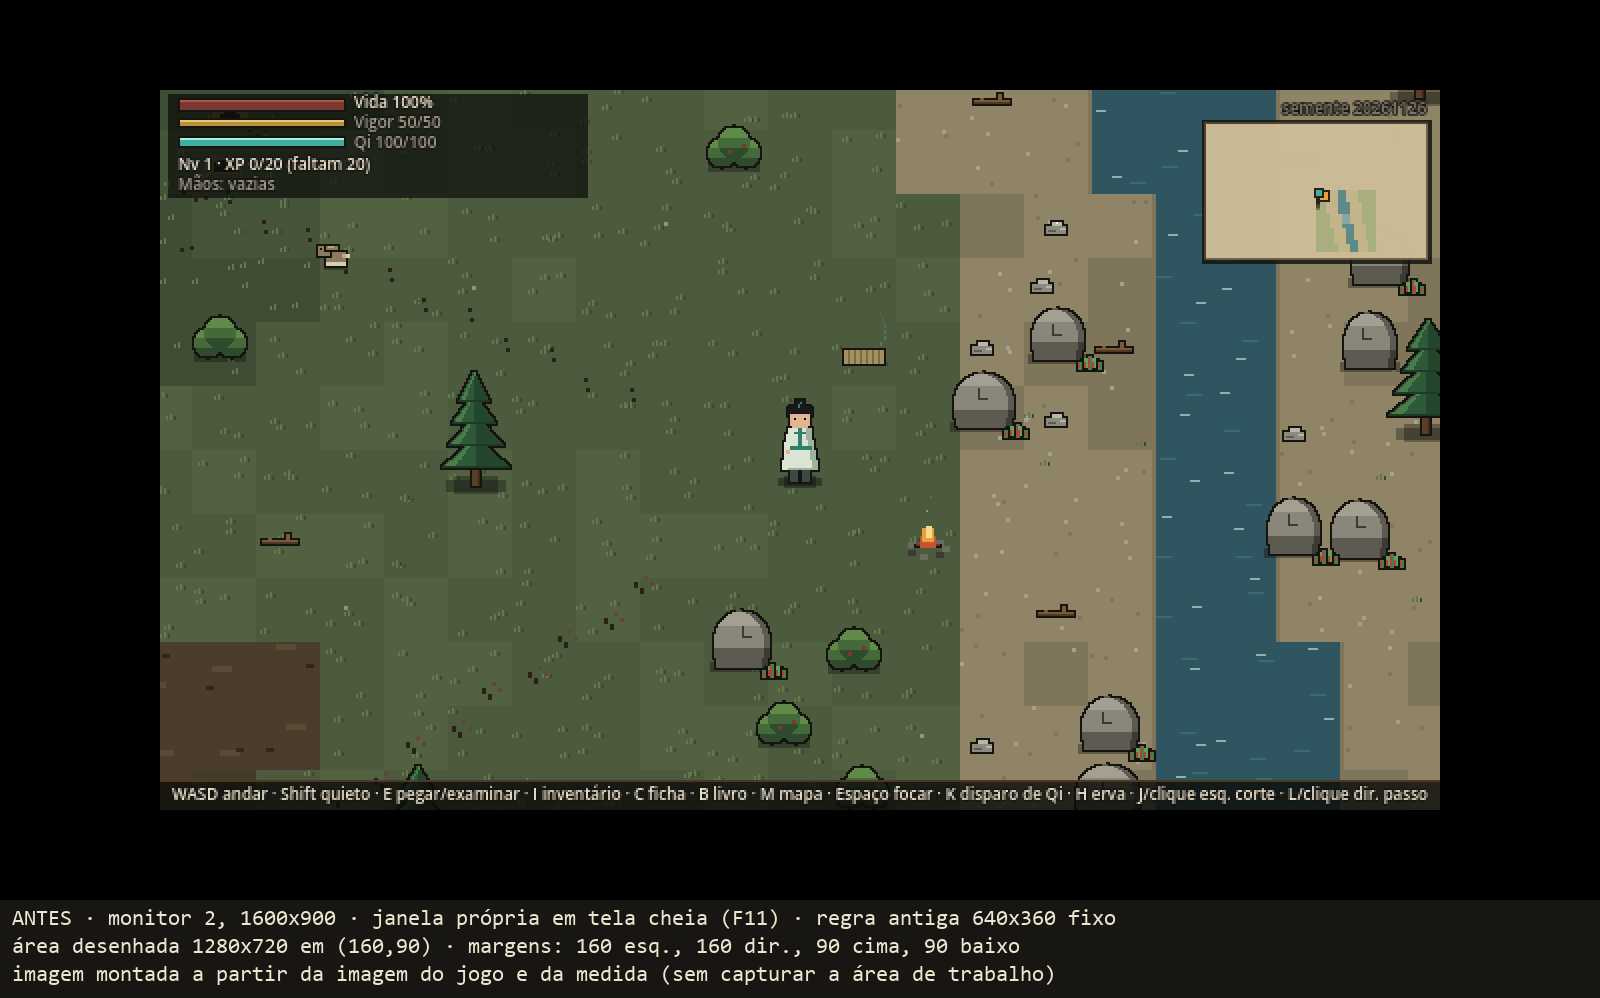 Vida 100%
Vigor 50/50
Qi 100/100
Nv 1 · XP 0/20 (faltam 20)
Mãos: vazias
semente 20261126
WASD andar · Shift quieto · E pegar/examinar · I inventário · C ficha · B livro · M mapa · Espaço focar · K disparo de Qi · H erva · J/clique esq. corte · L/clique dir. passo
ANTES · monitor 2, 1600x900 · janela própria em tela cheia (F11) · regra antiga 640x360 fixo
área desenhada 1280x720 em (160,90) · margens: 160 esq., 160 dir., 90 cima, 90 baixo
imagem montada a partir da imagem do jogo e da medida (sem capturar a área de trabalho)